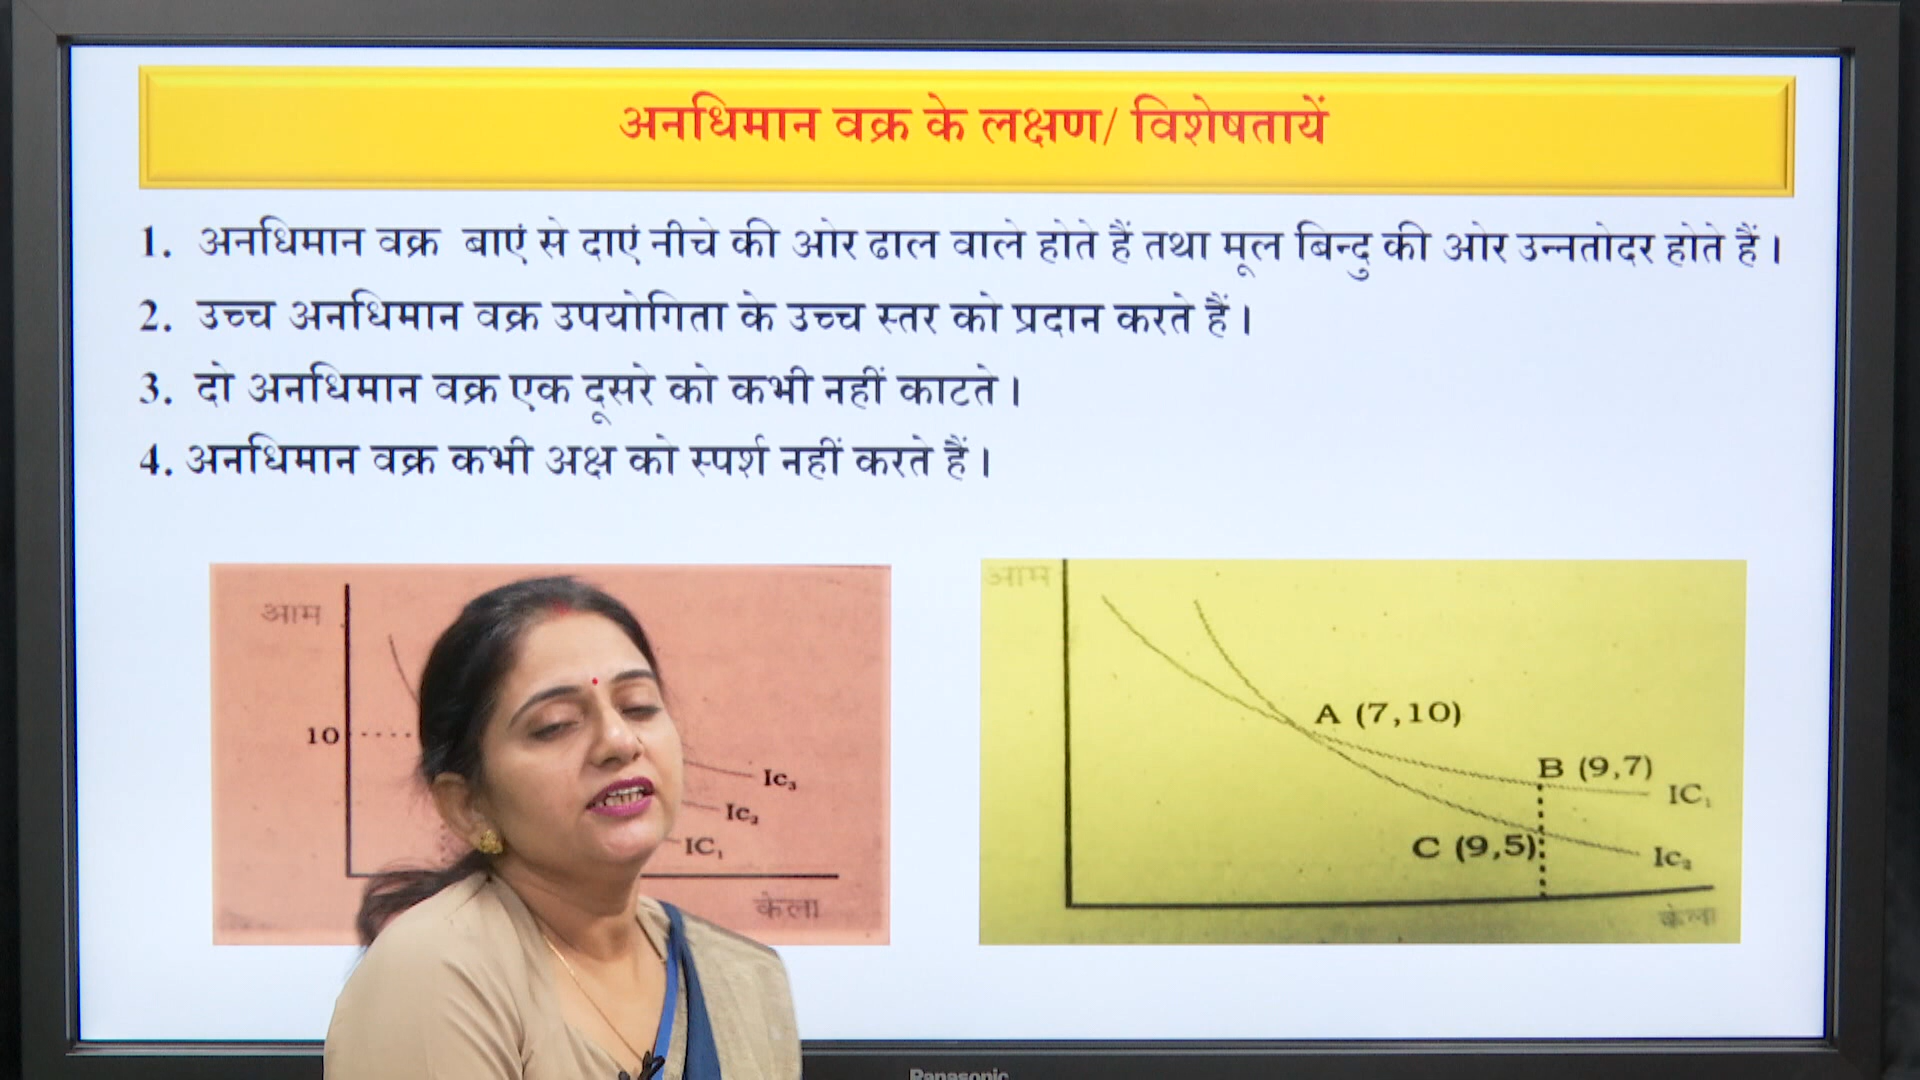 अनधिमान वक्र के लक्षण/ विशेषतायें
1. अनधिमान वक्र बाएं से दाएं नीचे की ओर ढाल वाले होते हैं तथा मूल बिन्दु की ओर उन्नतोदर होते हैं।
2. उच्च अनधिमान वक्र उपयोगिता के उच्च स्तर को प्रदान करते हैं।
3. दो अनधिमान वक्र एक दूसरे को कभी नहीं काटते।
4. अनधिमान वक्र कभी अक्ष को स्पर्श नहीं करते हैं।
आम
10
Ic₃
Ic₂
IC₁
केला
आम
A (7,10)
B (9,7)
IC₁
C (9,5)
Ic₂
केला
Panasonic